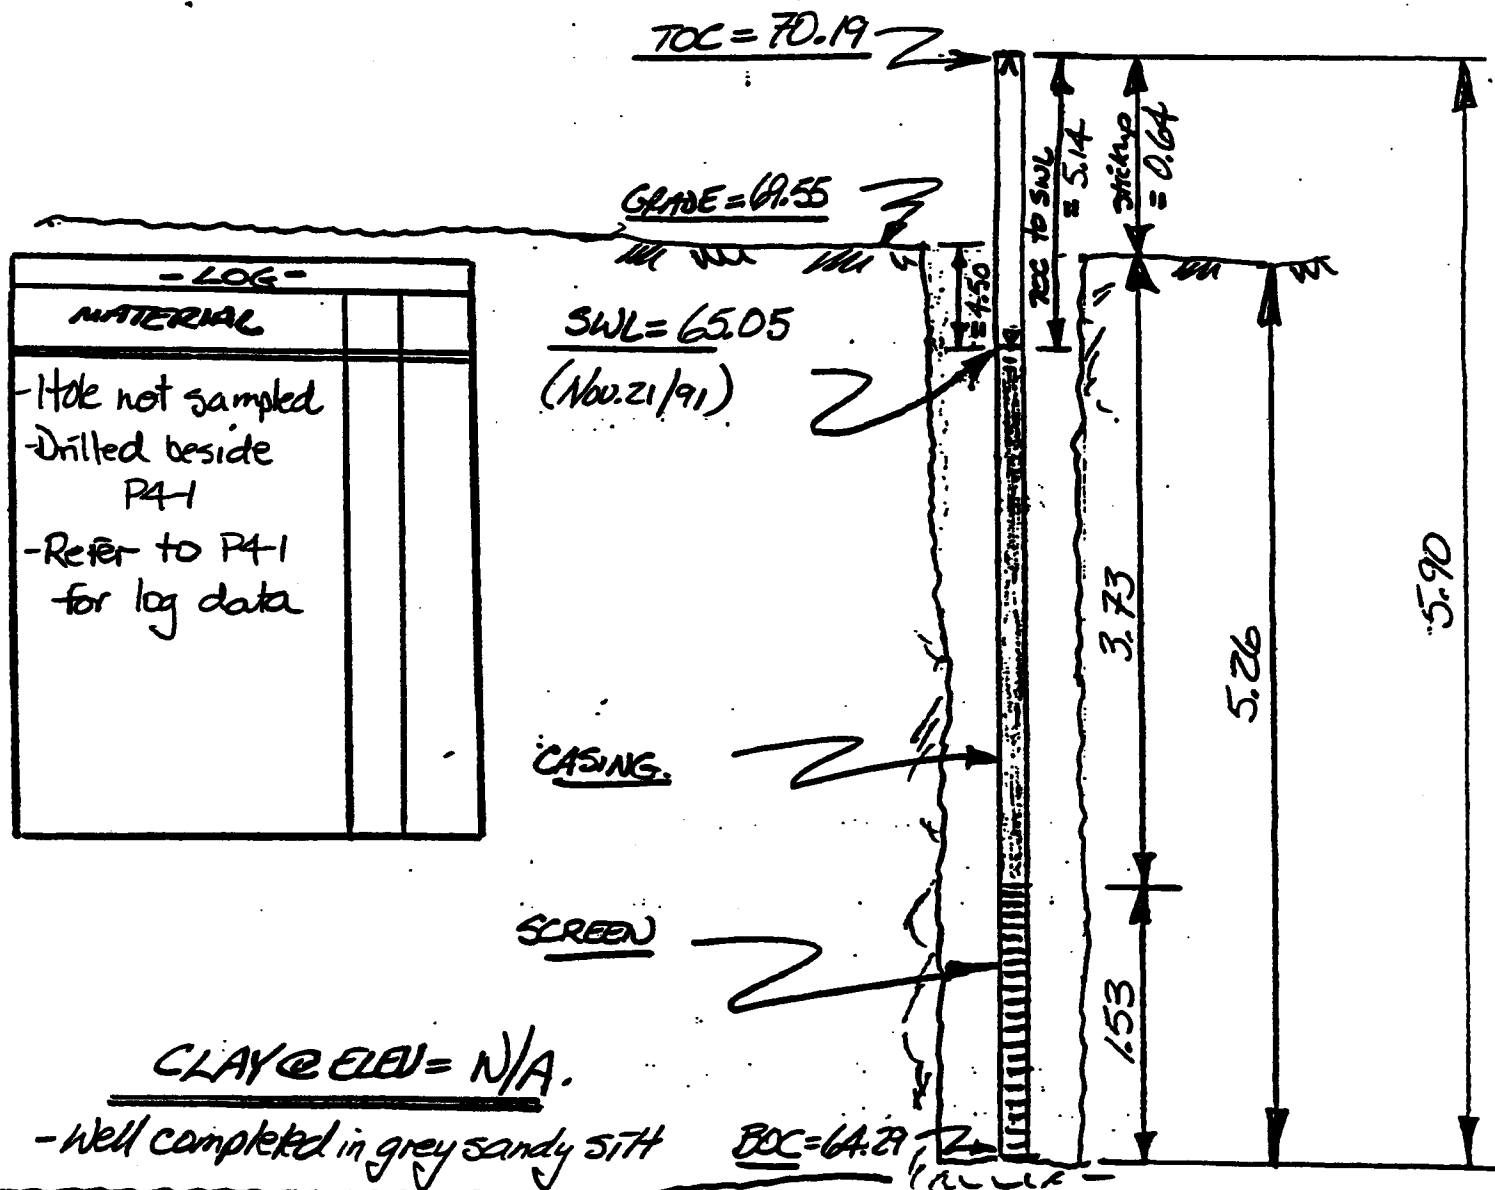 TOC = 70.19
GRADE = 69.55
TOC to SWL
= 5.14
Stickup
= 0.64
- LOG -
MATERIAL
- Hole not sampled
- Drilled beside
P4-1
- Refer to P4-1
for log data
SWL = 65.05
(Nov. 21/91)
= 4.50
3.73
5.26
5.90
CASING.
SCREEN
1.53
CLAY @ ELEV = N/A.
- Well completed in grey sandy silt
BOC = 64.29